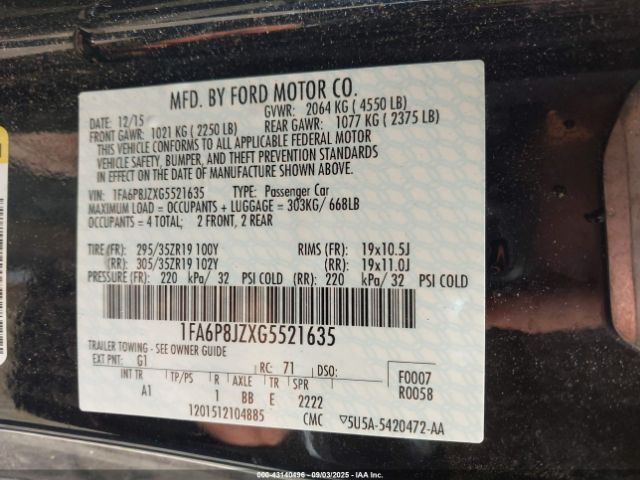 MFD. BY FORD MOTOR CO.
DATE: 12/15 GVWR: 2064 KG ( 4550 LB)
FRONT GAWR: 1021 KG ( 2250 LB) REAR GAWR: 1077 KG ( 2375 LB)
THIS VEHICLE CONFORMS TO ALL APPLICABLE FEDERAL MOTOR
VEHICLE SAFETY, BUMPER, AND THEFT PREVENTION STANDARDS
IN EFFECT ON THE DATE OF MANUFACTURE SHOWN ABOVE.
VIN: 1FA6P8JZXG5521635 TYPE: Passenger Car
MAXIMUM LOAD = OCCUPANTS + LUGGAGE = 303KG/ 668LB
OCCUPANTS = 4 TOTAL; 2 FRONT, 2 REAR
TIRE (FR): 295/35ZR19 100Y RIMS (FR): 19x10.5J
(RR): 305/35ZR19 102Y (RR): 19x11.0J
PRESSURE (FR): 220 kPa/ 32 PSI COLD (RR): 220 kPa/ 32 PSI COLD
1FA6P8JZXG5521635
TRAILER TOWING - SEE OWNER GUIDE
EXT PNT: G1 RC: 71 DSO:
INT TR TP/PS R AXLE TR SPR F0007
A1 1 BB E 2222 R0058
1201512104885 CMC ▽5U5A-5420472-AA
000-43140496 - 09/03/2025 - IAA Auctions